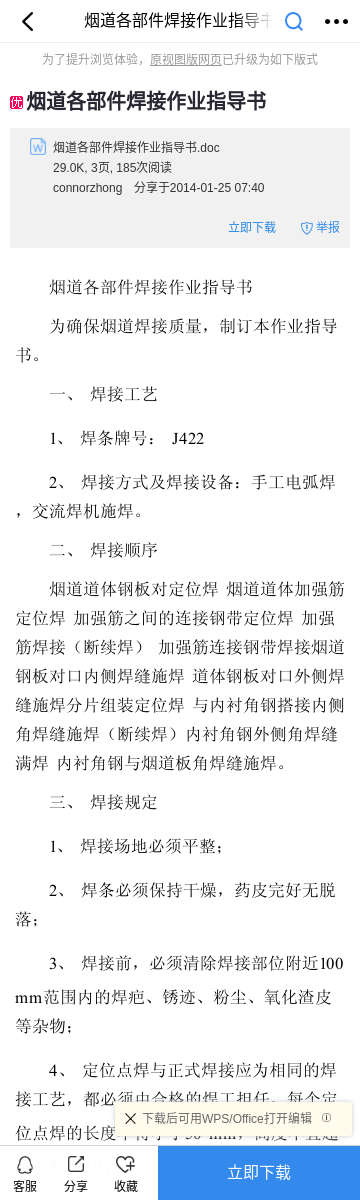 烟道各部件焊接作业指导书
为了提升浏览体验，原视图版网页已升级为如下版式
优 烟道各部件焊接作业指导书
烟道各部件焊接作业指导书.doc
29.0K, 3页, 185次阅读
connorzhong 分享于2014-01-25 07:40
立即下载 举报
烟道各部件焊接作业指导书
为确保烟道焊接质量，制订本作业指导
书。
一、 焊接工艺
1、 焊条牌号： J422
2、 焊接方式及焊接设备：手工电弧焊
，交流焊机施焊。
二、 焊接顺序
烟道道体钢板对定位焊 烟道道体加强筋
定位焊 加强筋之间的连接钢带定位焊 加强
筋焊接（断续焊） 加强筋连接钢带焊接烟道
钢板对口内侧焊缝施焊 道体钢板对口外侧焊
缝施焊分片组装定位焊 与内衬角钢搭接内侧
角焊缝施焊（断续焊）内衬角钢外侧角焊缝
满焊 内衬角钢与烟道板角焊缝施焊。
三、 焊接规定
1、 焊接场地必须平整；
2、 焊条必须保持干燥，药皮完好无脱
落；
3、 焊接前，必须清除焊接部位附近100
mm范围内的焊疤、锈迹、粉尘、氧化渣皮
等杂物；
4、 定位点焊与正式焊接应为相同的焊
接工艺，都必须由合格的焊工担任。每个定
位点焊的长度
下载后可用WPS/Office打开编辑
客服 分享 收藏 立即下载